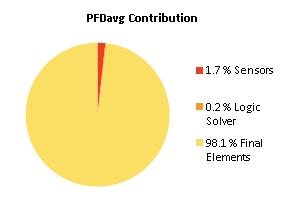 PFDavg Contribution
1.7 % Sensors
0.2 % Logic
Solver
98.1 % Final
Elements